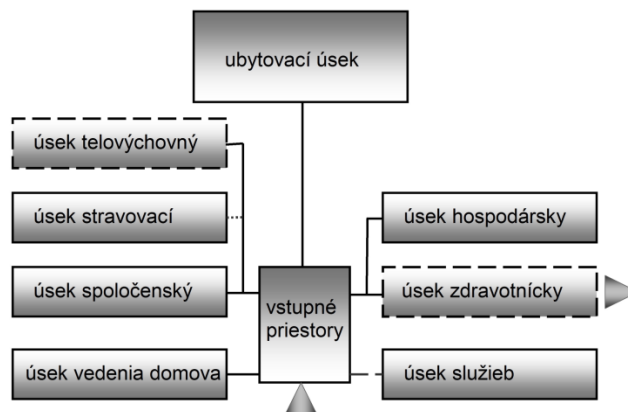 ubytovací úsek
úsek telovýchovný
úsek stravovací
úsek hospodársky
úsek spoločenský
vstupné
priestory
úsek zdravotnícky
úsek vedenia domova
úsek služieb